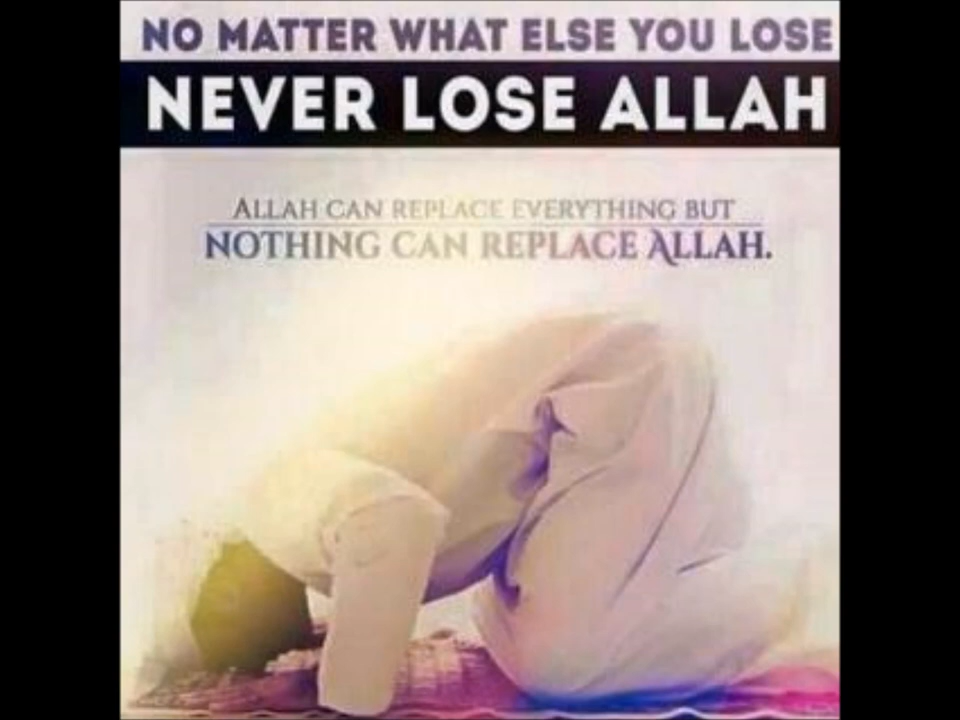 NO MATTER WHAT ELSE YOU LOSE
NEVER LOSE ALLAH
ALLAH CAN REPLACE EVERYTHING BUT
NOTHING CAN REPLACE ALLAH.